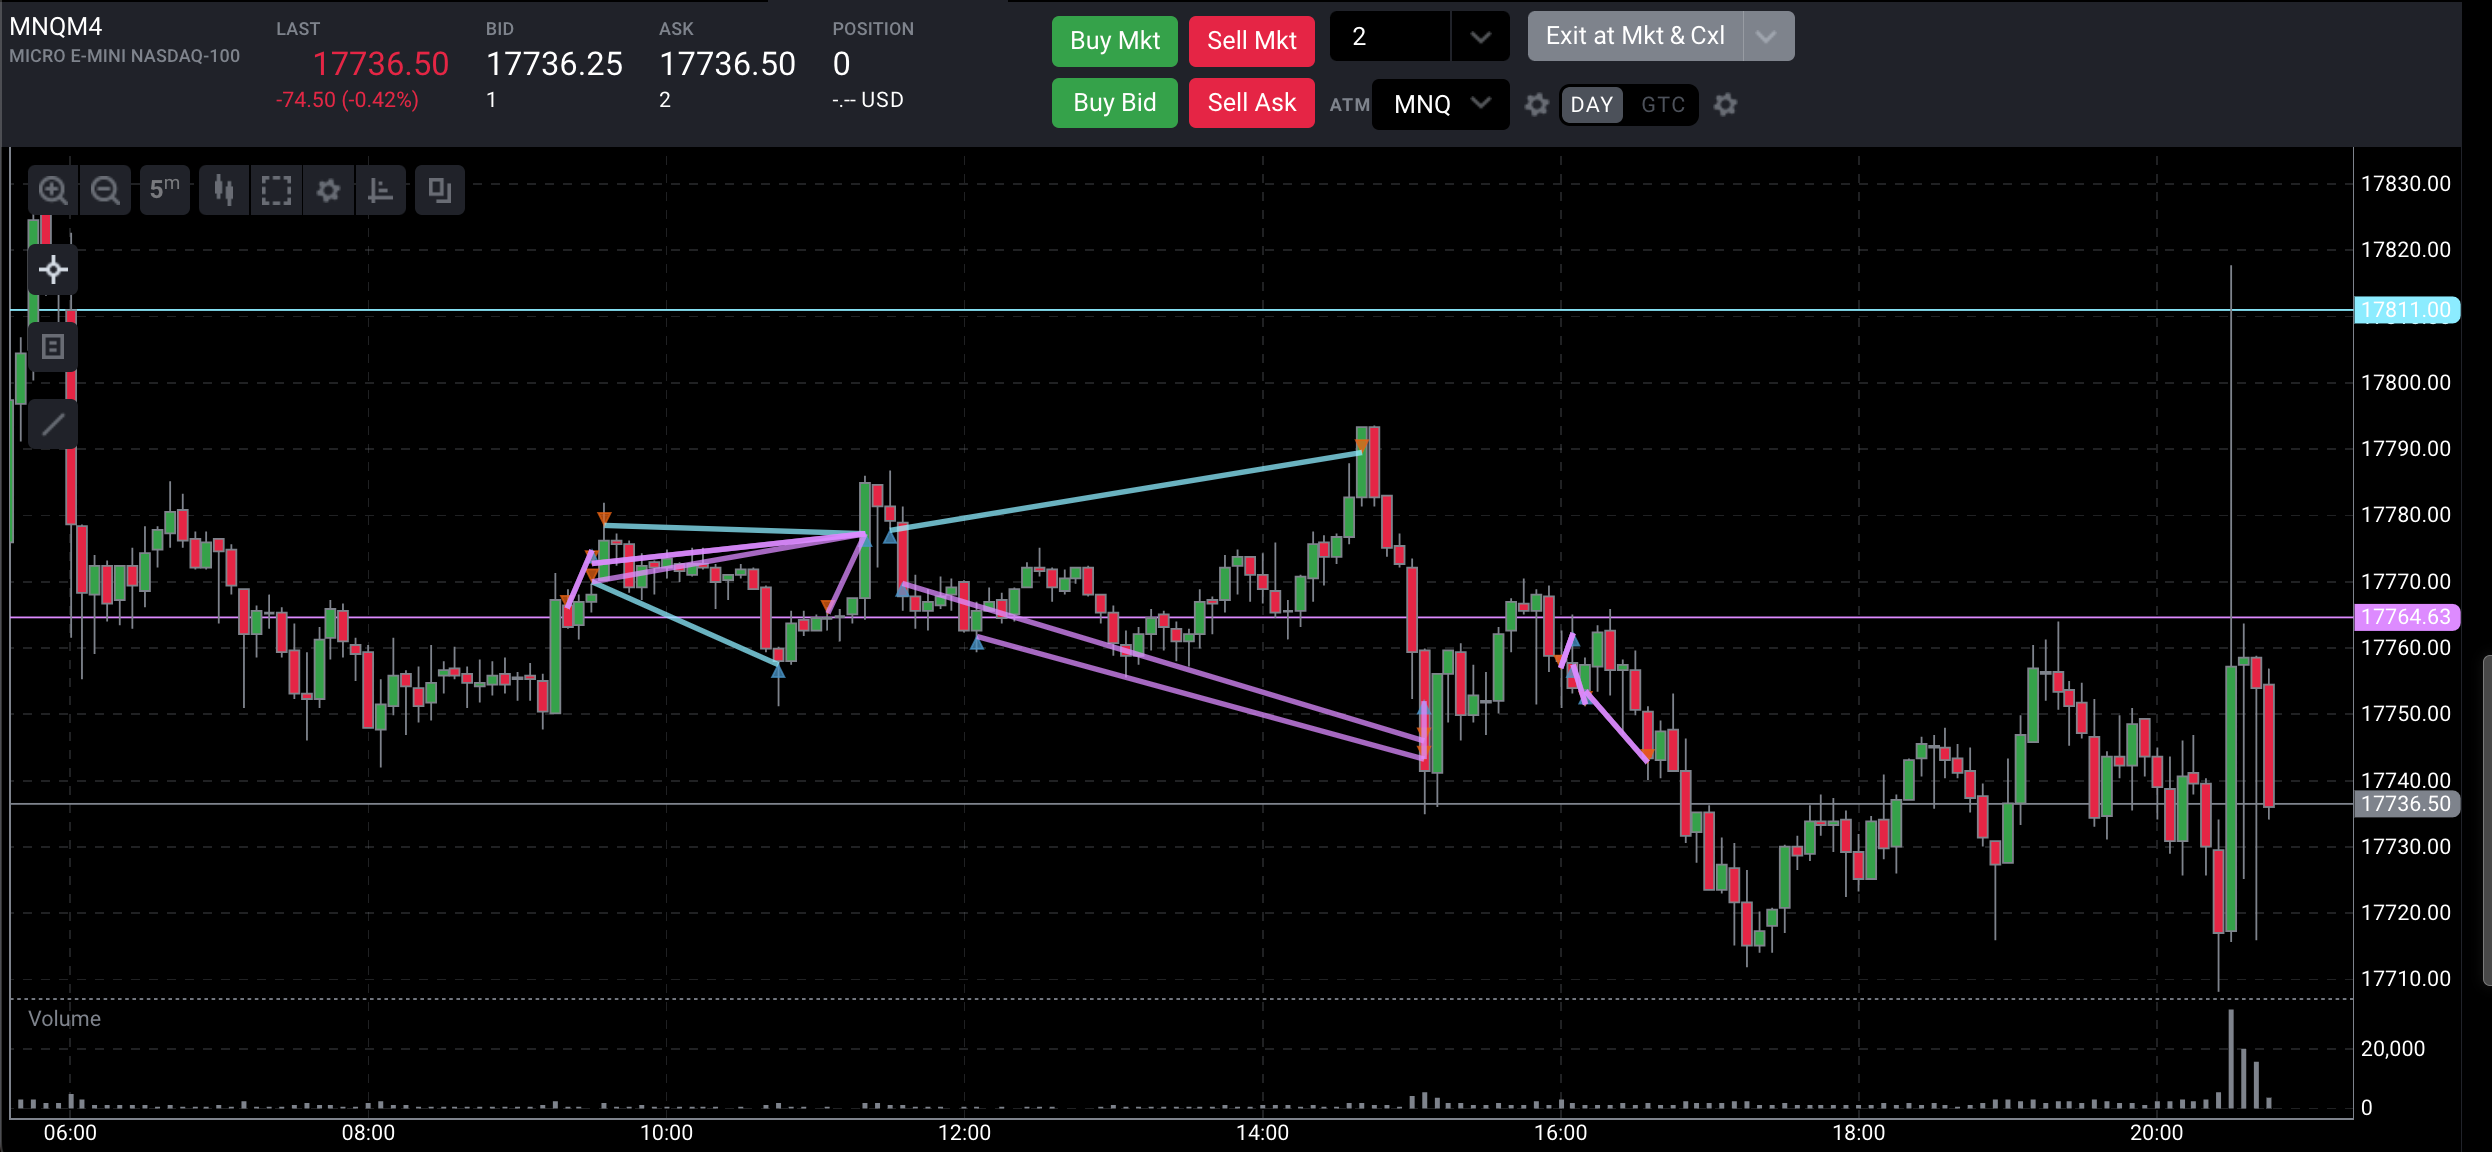 MNQM4
MICRO E-MINI NASDAQ-100
LAST
17736.50
-74.50 (-0.42%)
BID
17736.25
1
ASK
17736.50
2
POSITION
0
-.-- USD
Buy Mkt
Sell Mkt
2
Exit at Mkt & Cxl
Buy Bid
Sell Ask
ATM
MNQ
DAY
GTC
5m
17830.00
17820.00
17811.00
17800.00
17790.00
17780.00
17770.00
17764.63
17760.00
17750.00
17740.00
17736.50
17730.00
17720.00
17710.00
Volume
20,000
0
06:00
08:00
10:00
12:00
14:00
16:00
18:00
20:00